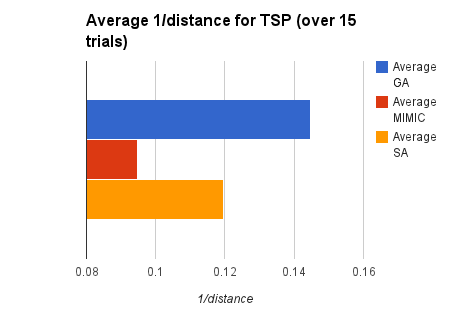 Average 1/distance for TSP (over 15
trials)
Average
GA
Average
MIMIC
Average
SA
0.08 0.1 0.12 0.14 0.16
1/distance